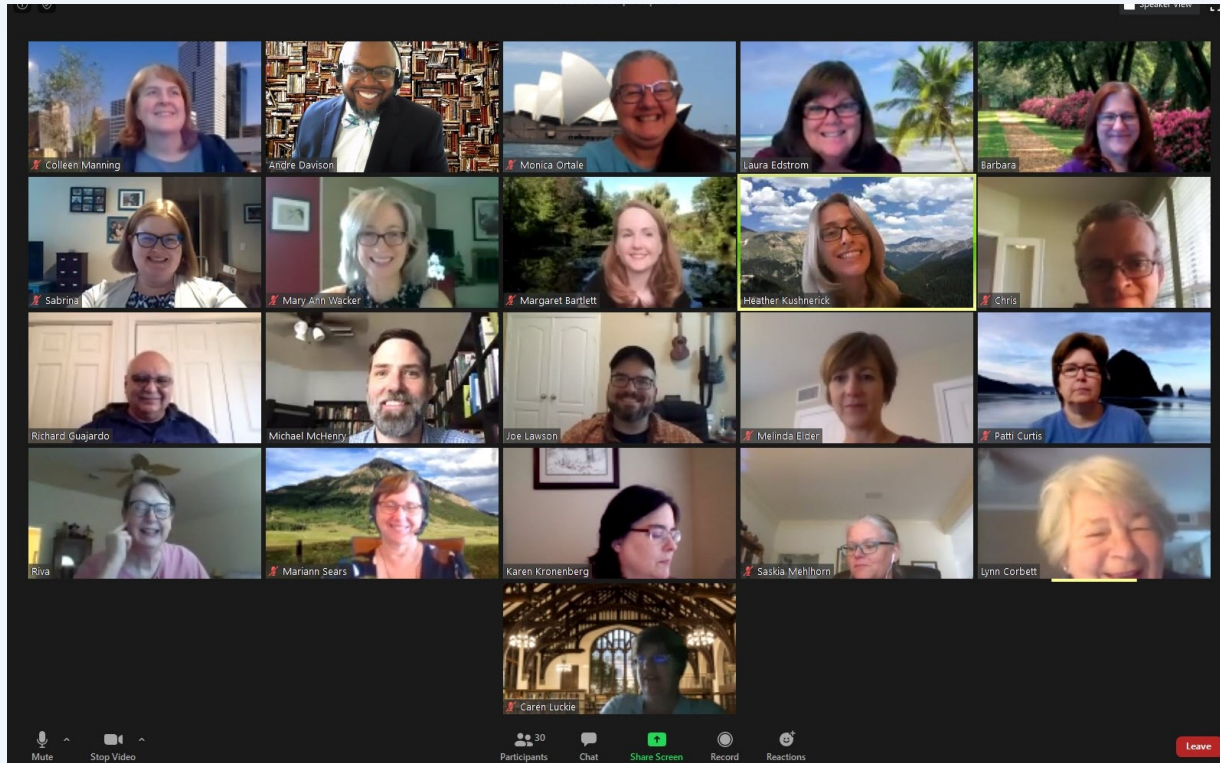 Speaker View
Colleen Manning
Andre Davison
Monica Ortale
Laura Edstrom
Barbara
Sabrina
Mary Ann Wacker
Margaret Bartlett
Heather Kushnerick
Chris
Richard Guajardo
Michael McHenry
Joe Lawson
Melinda Elder
Patti Curtis
Riva
Mariann Sears
Karen Kronenberg
Saskia Mehlhorn
Lynn Corbett
Caren Luckie
30
Mute
Stop Video
Participants
Chat
Share Screen
Record
Reactions
Leave